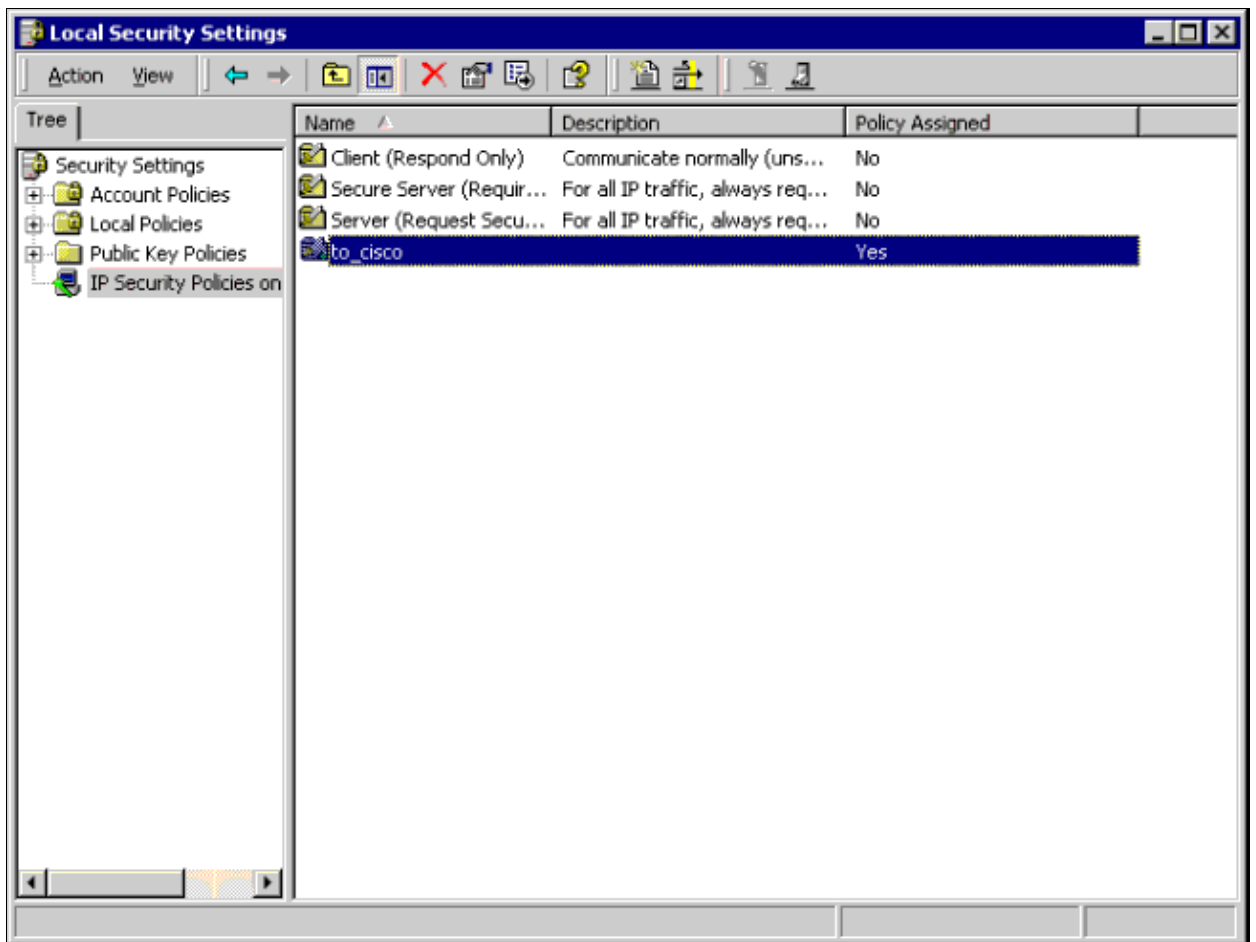 Local Security Settings
Action View
Tree
Name Description Policy Assigned
Security Settings
Account Policies
Local Policies
Public Key Policies
IP Security Policies on
Client (Respond Only) Communicate normally (uns... No
Secure Server (Requir... For all IP traffic, always req... No
Server (Request Secu... For all IP traffic, always req... No
to_cisco Yes